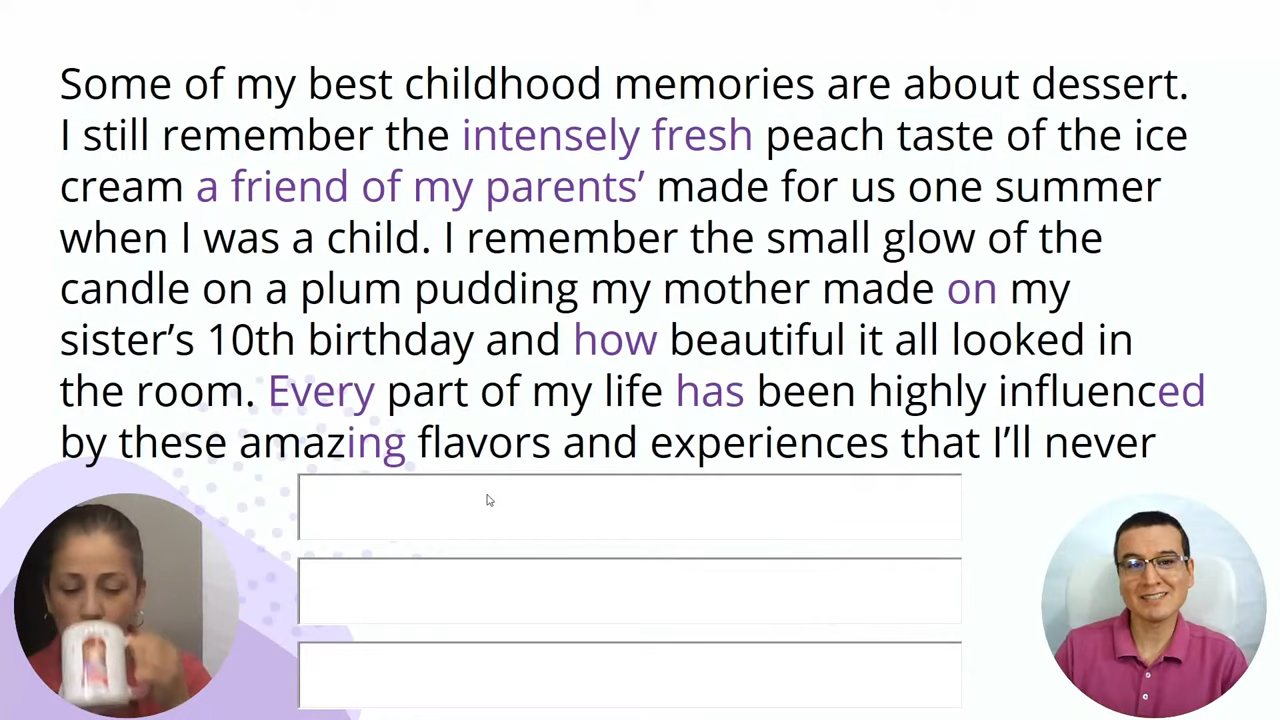 Some of my best childhood memories are about dessert.
I still remember the intensely fresh peach taste of the ice
cream a friend of my parents’ made for us one summer
when I was a child. I remember the small glow of the
candle on a plum pudding my mother made on my
sister’s 10th birthday and how beautiful it all looked in
the room. Every part of my life has been highly influenced
by these amazing flavors and experiences that I’ll never